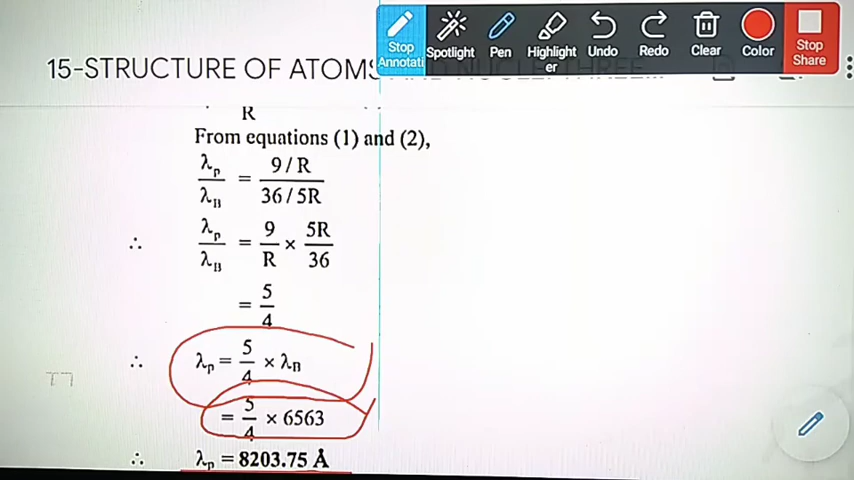 Stop Annotati
Spotlight
Pen
Highlighter
Undo
Redo
Clear
Color
Stop Share
15-STRUCTURE OF ATOMS
R
From equations (1) and (2),
λp/λB = (9 / R)/(36 / 5R)
∴ λp/λB = 9/R × 5R/36
= 5/4
∴ λp = 5/4 × λB
= 5/4 × 6563
∴ λp = 8203.75 Å